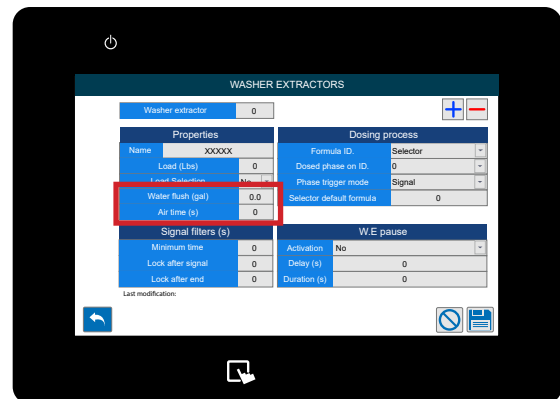 WASHER EXTRACTORS
Washer extractor 0
Properties
Name XXXXX
Load (Lbs) 0
Load Selection No
Water flush (gal) 0.0
Air time (s) 0
Dosing process
Formula ID. Selector
Dosed phase on ID. 0
Phase trigger mode Signal
Selector default formula 0
Signal filters (s)
Minimum time 0
Lock after signal 0
Lock after end 0
W.E pause
Activation No
Delay (s) 0
Duration (s) 0
Last modification: